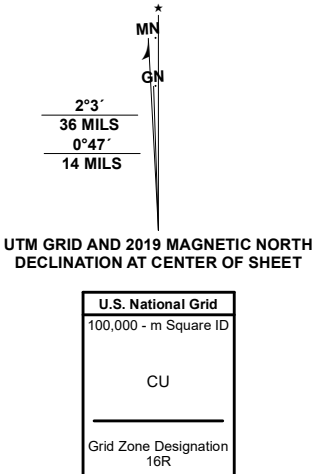 MN
GN
2°3´
36 MILS
0°47´
14 MILS
UTM GRID AND 2019 MAGNETIC NORTH
DECLINATION AT CENTER OF SHEET
U.S. National Grid
100,000 - m Square ID
CU
Grid Zone Designation
16R